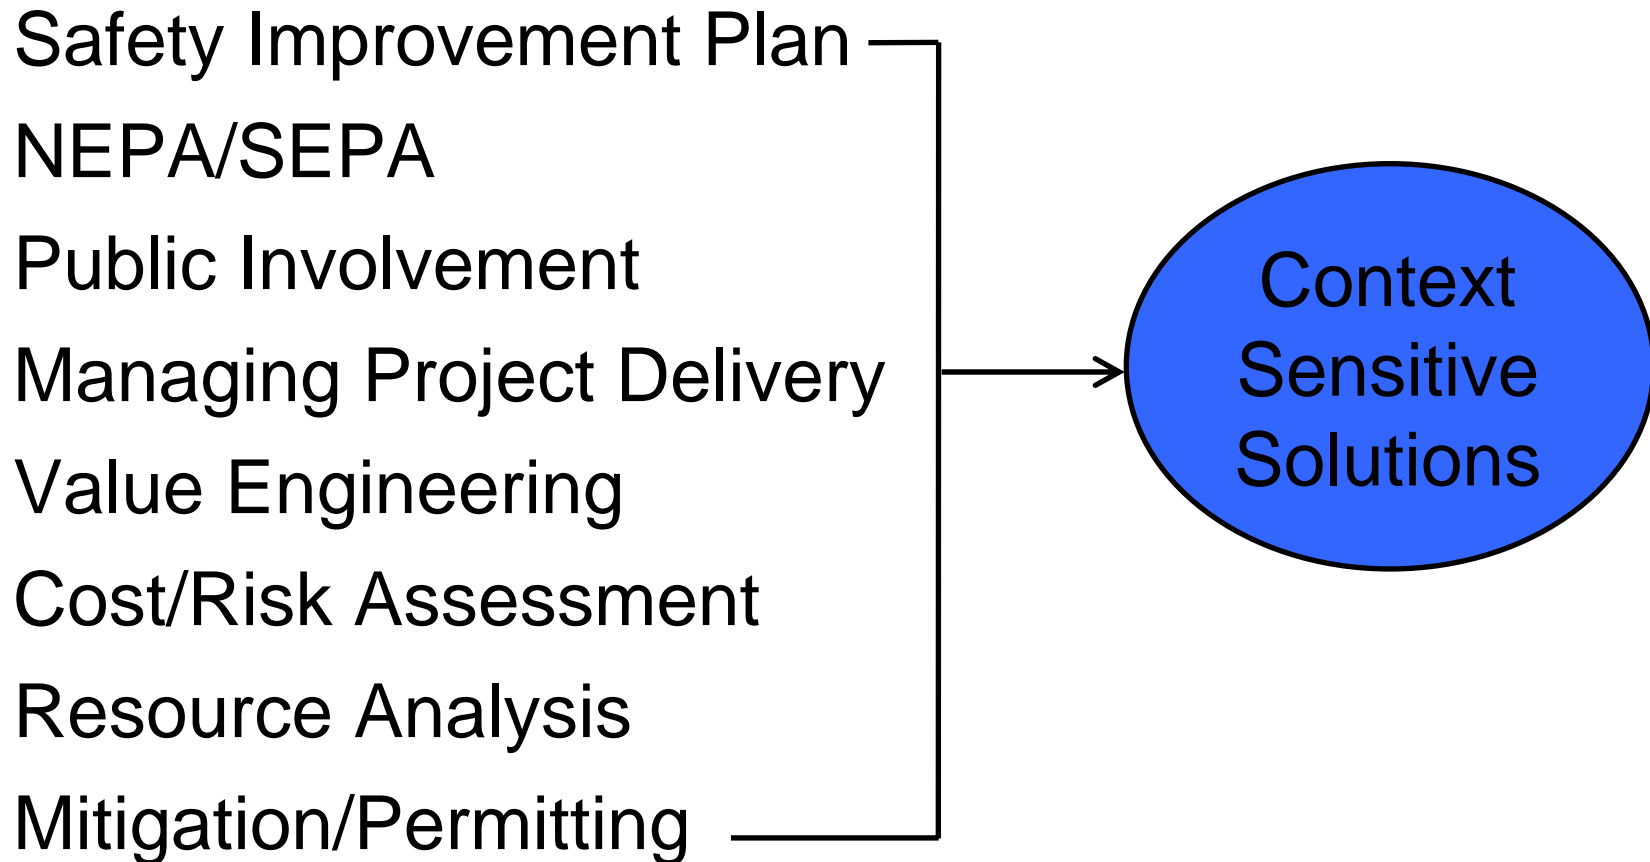 Safety Improvement Plan
NEPA/SEPA
Public Involvement
Managing Project Delivery
Value Engineering
Cost/Risk Assessment
Resource Analysis
Mitigation/Permitting
Context
Sensitive
Solutions